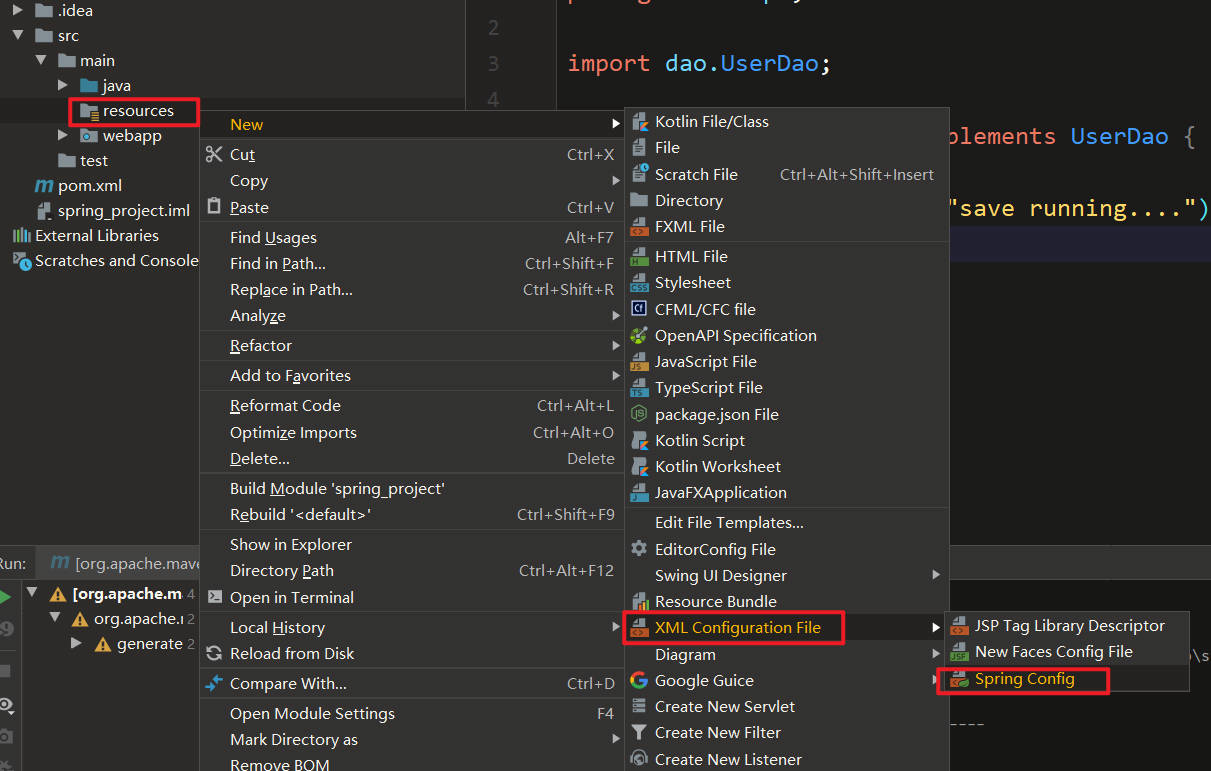 .idea
src
main
java
resources
webapp
test
pom.xml
spring_project.iml
External Libraries
Scratches and Console
2
3
import dao.UserDao;
4
plements UserDao {
"save running....")
New
Cut Ctrl+X
Copy
Paste Ctrl+V
Find Usages Alt+F7
Find in Path... Ctrl+Shift+F
Replace in Path... Ctrl+Shift+R
Analyze
Refactor
Add to Favorites
Reformat Code Ctrl+Alt+L
Optimize Imports Ctrl+Alt+O
Delete... Delete
Build Module 'spring_project'
Rebuild '<default>' Ctrl+Shift+F9
Show in Explorer
Directory Path Ctrl+Alt+F12
Open in Terminal
Local History
Reload from Disk
Compare With... Ctrl+D
Open Module Settings F4
Mark Directory as
Remove BOM
Kotlin File/Class
File
Scratch File Ctrl+Alt+Shift+Insert
Directory
FXML File
HTML File
Stylesheet
CFML/CFC file
OpenAPI Specification
JavaScript File
TypeScript File
package.json File
Kotlin Script
Kotlin Worksheet
JavaFXApplication
Edit File Templates...
EditorConfig File
Swing UI Designer
Resource Bundle
XML Configuration File
Diagram
Google Guice
Create New Servlet
Create New Filter
Create New Listener
JSP Tag Library Descriptor
New Faces Config File
Spring Config
Run: [org.apache.mave
[org.apache.m 4
org.apache.r 2
generate 2
\s
----